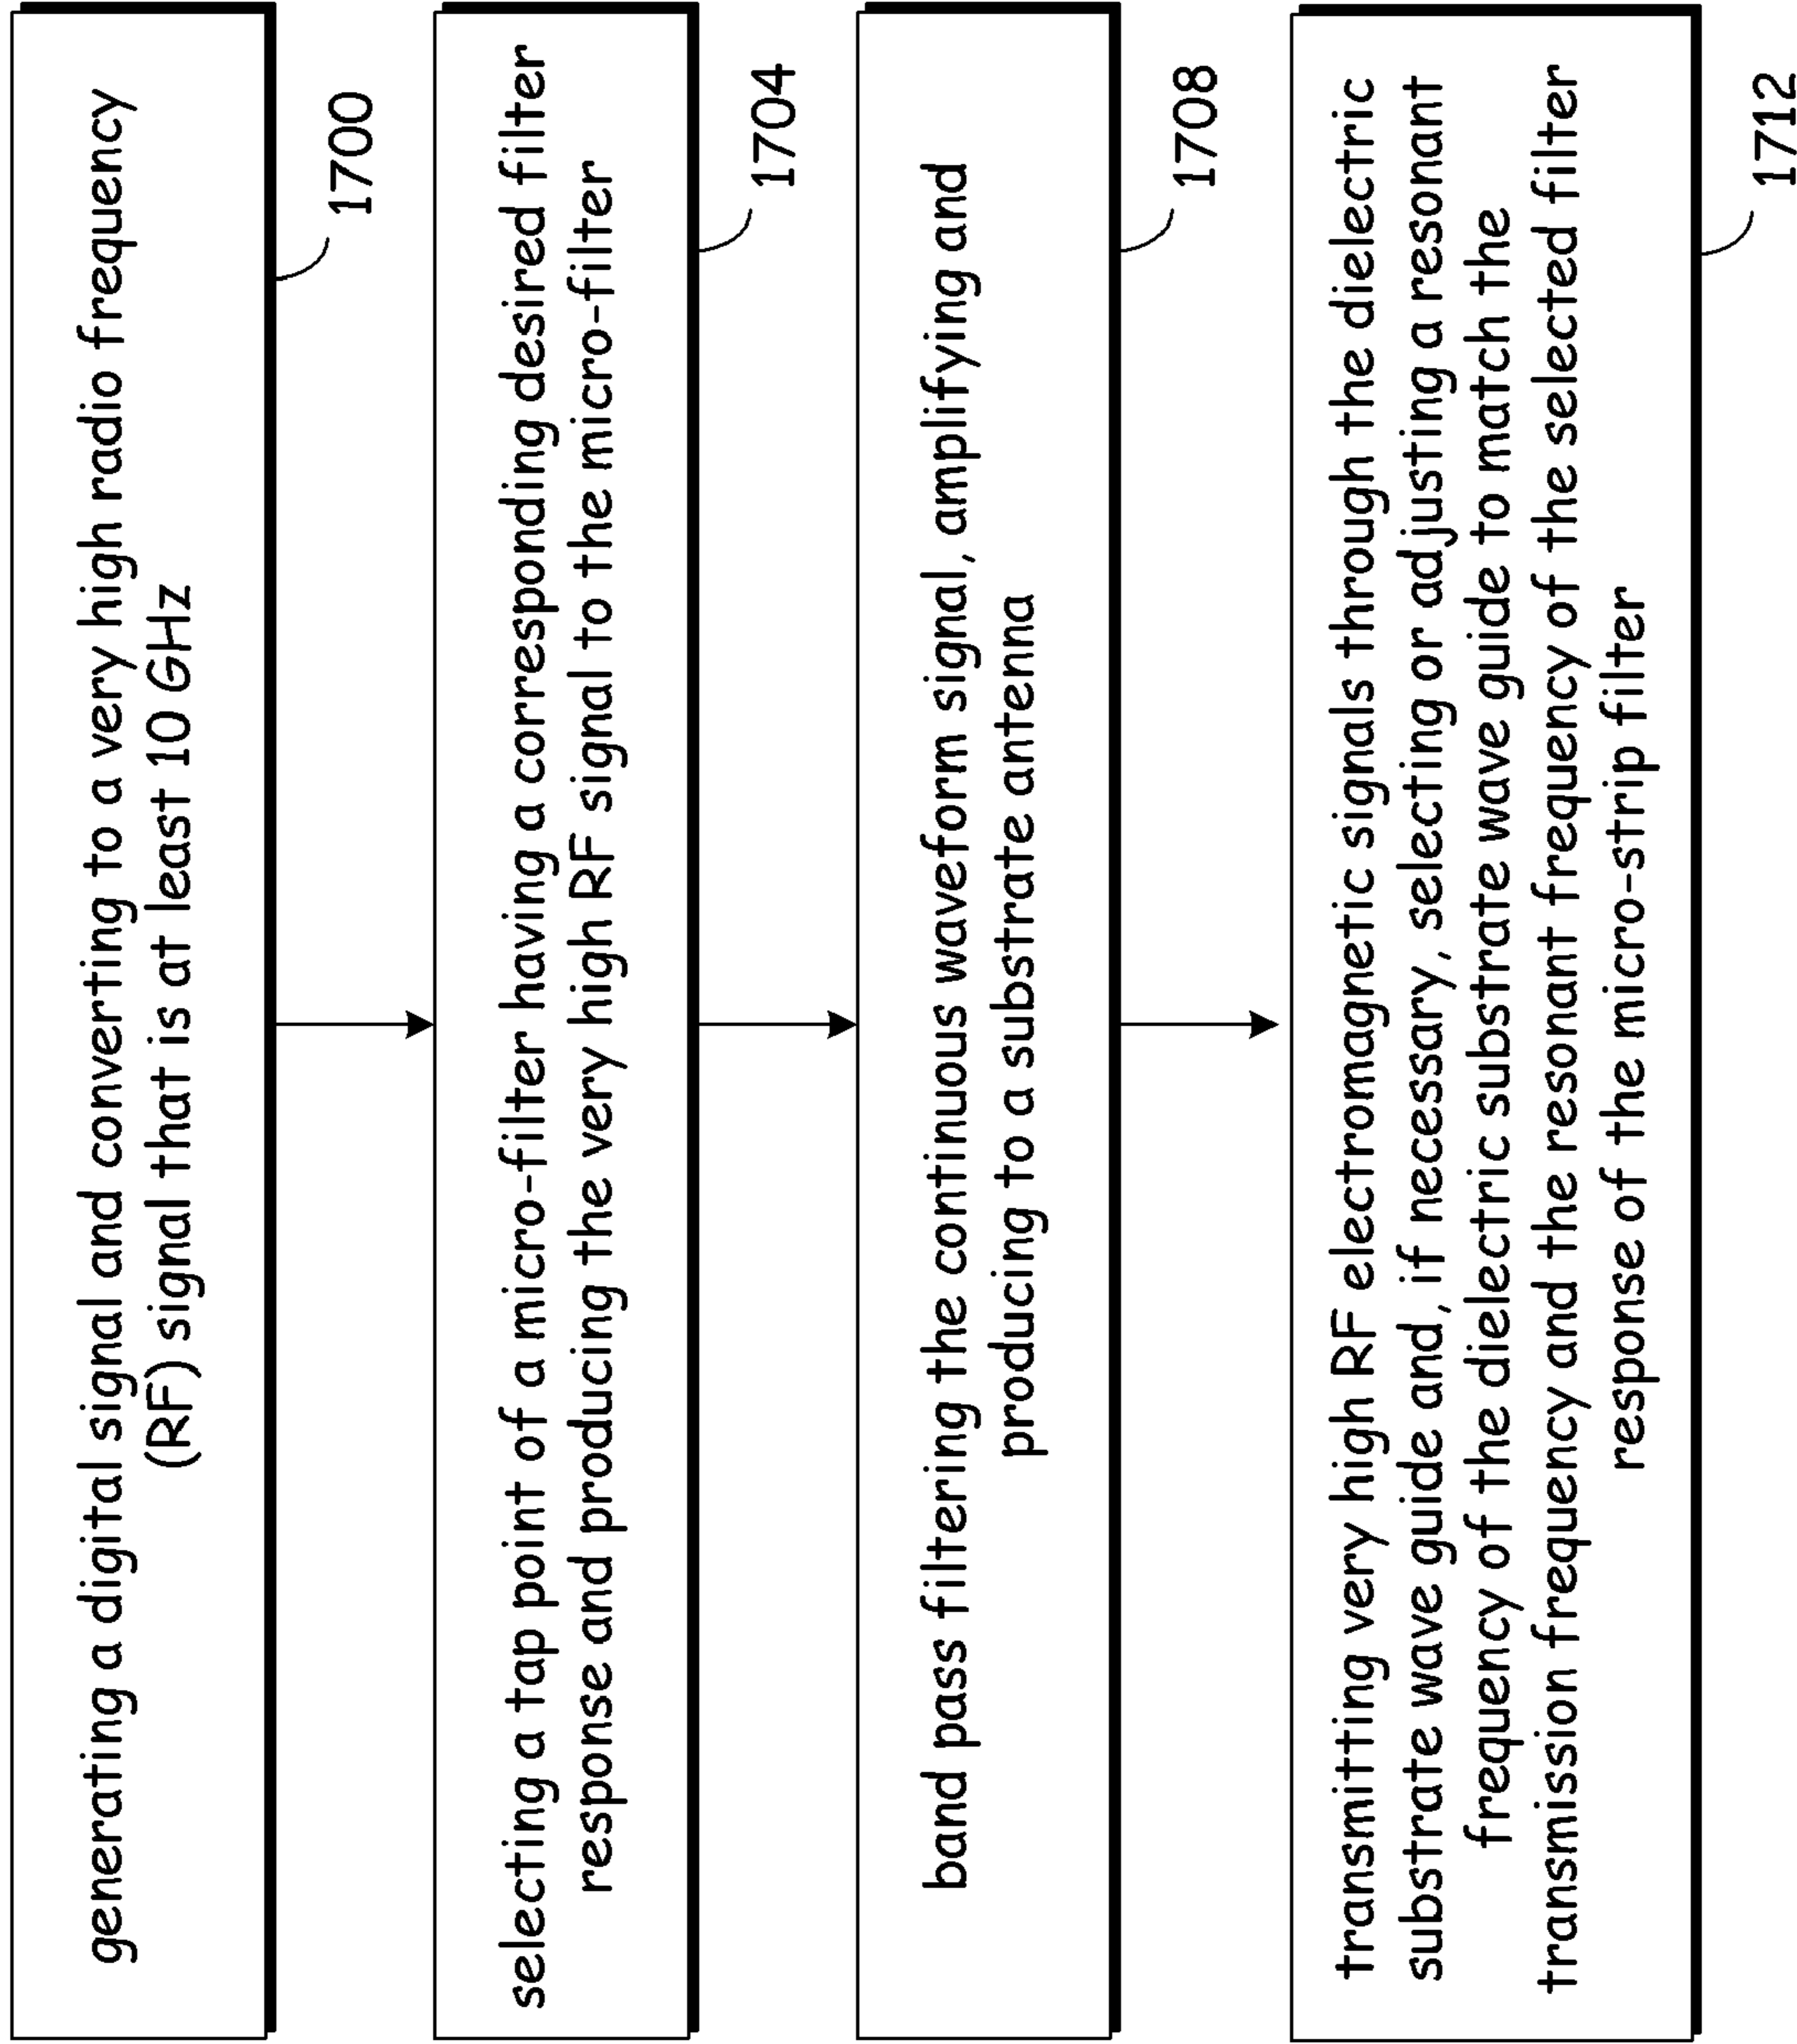 generating a digital signal and converting to a very high radio frequency
(RF) signal that is at least 10 GHz
1700
selecting a tap point of a micro-filter having a corresponding desired filter
response and producing the very high RF signal to the micro-filter
1704
band pass filtering the continuous waveform signal, amplifying and
producing to a substrate antenna
1708
transmitting very high RF electromagnetic signals through the dielectric
substrate wave guide and, if necessary, selecting or adjusting a resonant
frequency of the dielectric substrate wave guide to match the
transmission frequency and the resonant frequency of the selected filter
response of the micro-strip filter
1712